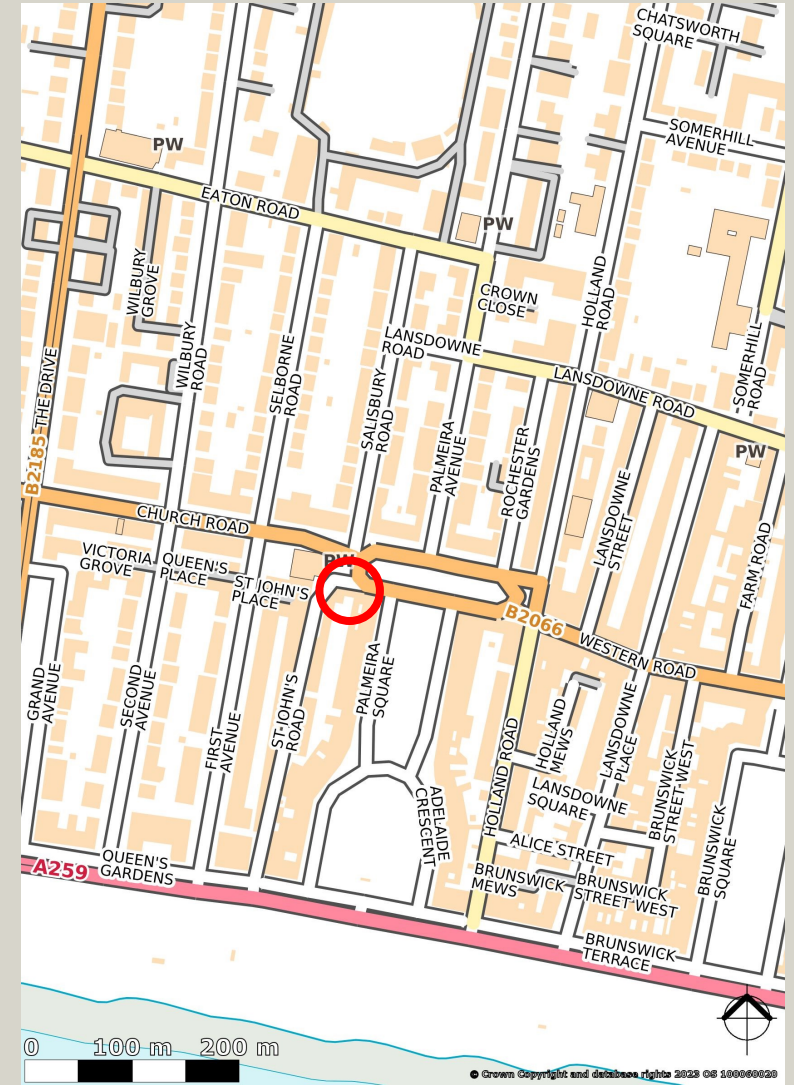 CHATSWORTH
SQUARE
SOMERHILL
AVENUE
PW
EATON ROAD
PW
WILBURY
GROVE
CROWN
CLOSE
HOLLAND
ROAD
WILBURY
ROAD
SELBORNE
ROAD
LANSDOWNE
ROAD
SOMERHILL
ROAD
B2185
THE DRIVE
SALISBURY
ROAD
LANSDOWNE ROAD
PALMEIRA
AVENUE
ROCHESTER
GARDENS
PW
LANSDOWNE
STREET
CHURCH ROAD
FARM ROAD
VICTORIA
GROVE
QUEEN'S
PLACE
ST JOHN'S
PLACE
PW
B2066
WESTERN ROAD
GRAND
AVENUE
SECOND
AVENUE
FIRST
AVENUE
ST JOHN'S
ROAD
PALMEIRA
SQUARE
HOLLAND ROAD
HOLLAND
MEWS
LANSDOWNE
PLACE
LANSDOWNE
SQUARE
BRUNSWICK
STREET WEST
BRUNSWICK
SQUARE
ADELAIDE
CRESCENT
ALICE STREET
A259
QUEEN'S
GARDENS
BRUNSWICK
MEWS
BRUNSWICK
STREET WEST
BRUNSWICK
TERRACE
0 100 m 200 m
© Crown Copyright and database rights 2023 OS 100060020